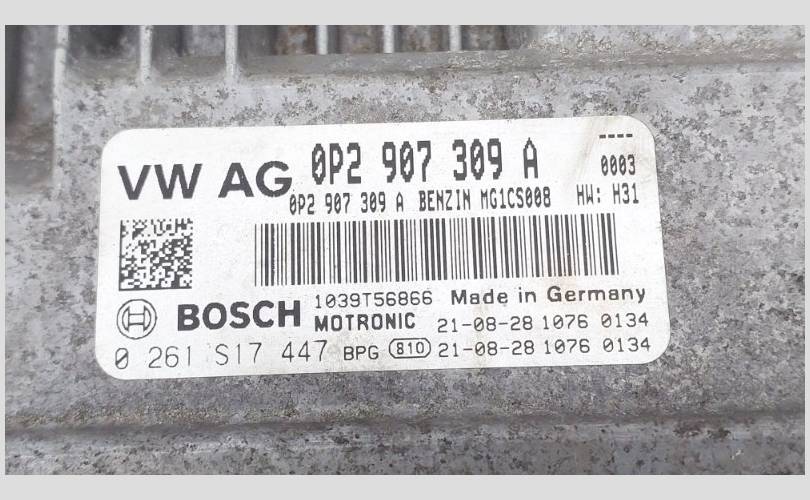 VW AG 0P2 907 309 A ----
0003
0P2 907 309 A BENZIN MG1CS008 HW: H31
BOSCH 1039T56866 Made in Germany
MOTRONIC 21-08-28 1076 0134
0 261 S17 447 BPG 810 21-08-28 1076 0134